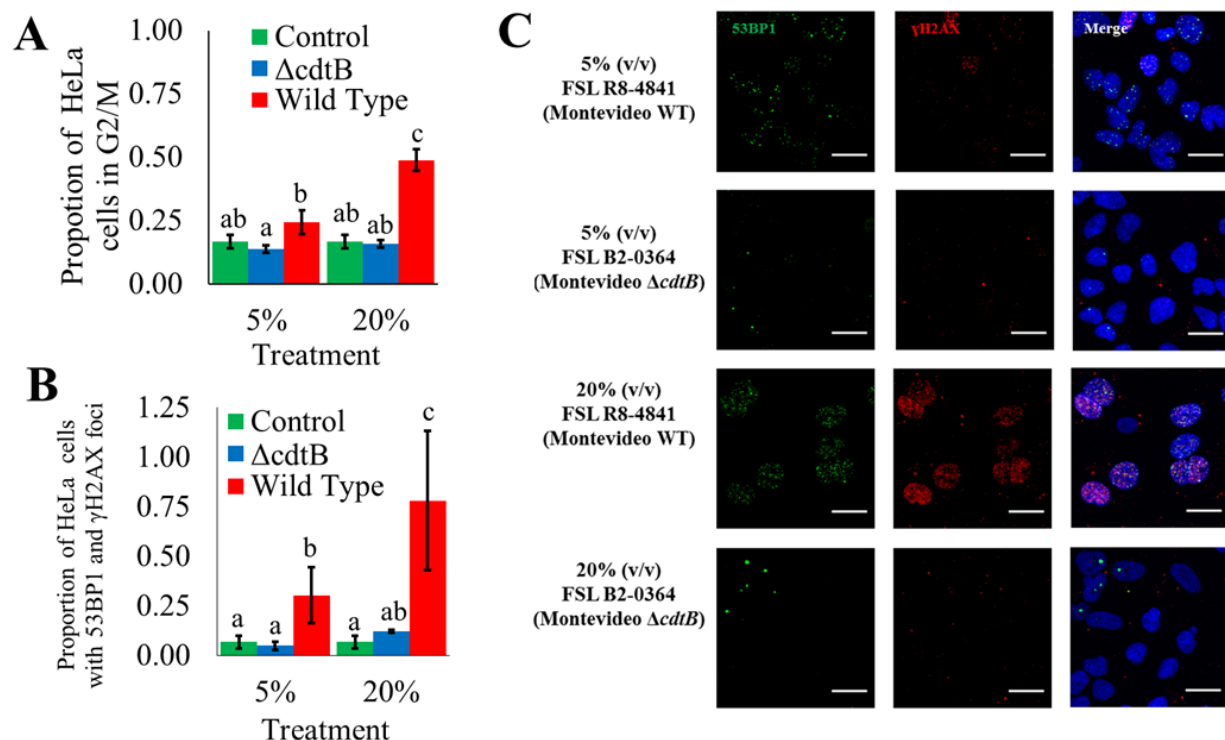 A
Propotion of HeLa
cells in G2/M
1.00
0.75
0.50
0.25
0.00
Control
ΔcdtB
Wild Type
ab
a
b
ab
ab
c
5%
20%
Treatment
B
Proportion of HeLa cells
with 53BP1 and γH2AX foci
1.25
1.00
0.75
0.50
0.25
0.00
Control
ΔcdtB
Wild Type
a
a
b
a
ab
c
5%
20%
Treatment
C
53BP1
γH2AX
Merge
5% (v/v)
FSL R8-4841
(Montevideo WT)
5% (v/v)
FSL B2-0364
(Montevideo ΔcdtB)
20% (v/v)
FSL R8-4841
(Montevideo WT)
20% (v/v)
FSL B2-0364
(Montevideo ΔcdtB)